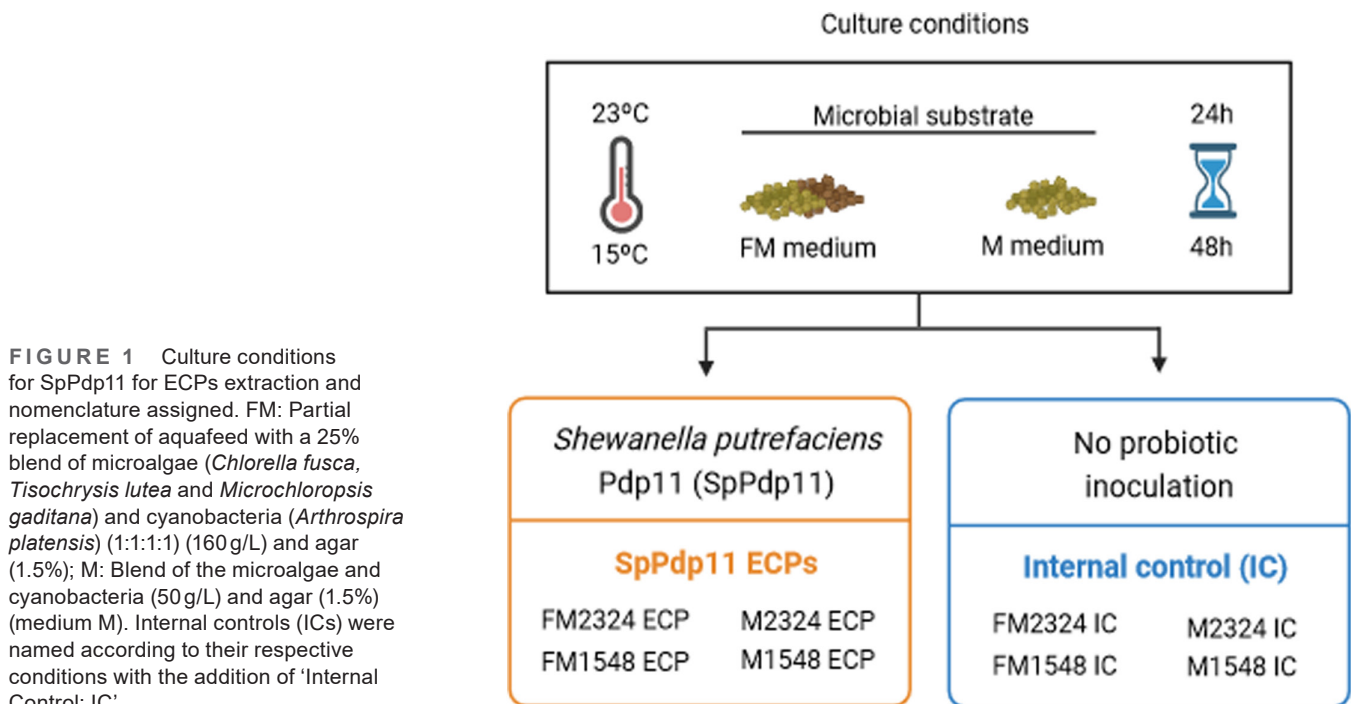 Culture conditions
23ºC
Microbial substrate
24h
15ºC
FM medium
M medium
48h
FIGURE 1 Culture conditions
for SpPdp11 for ECPs extraction and
nomenclature assigned. FM: Partial
replacement of aquafeed with a 25%
blend of microalgae (Chlorella fusca,
Tisochrysis lutea and Microchloropsis
gaditana) and cyanobacteria (Arthrospira
platensis) (1:1:1:1) (160 g/L) and agar
(1.5%); M: Blend of the microalgae and
cyanobacteria (50 g/L) and agar (1.5%)
(medium M). Internal controls (ICs) were
named according to their respective
conditions with the addition of ‘Internal
Control: IC’
Shewanella putrefaciens
Pdp11 (SpPdp11)
SpPdp11 ECPs
FM2324 ECP M2324 ECP
FM1548 ECP M1548 ECP
No probiotic
inoculation
Internal control (IC)
FM2324 IC M2324 IC
FM1548 IC M1548 IC